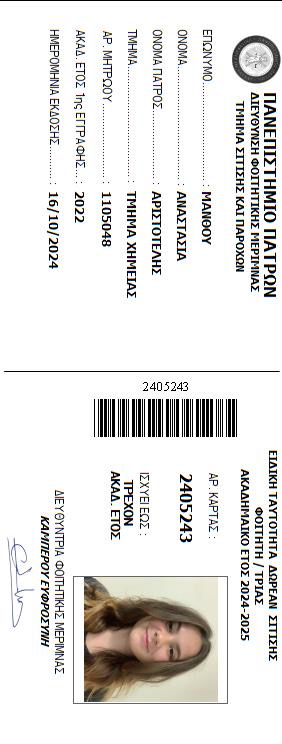 ΠΑΝΕΠΙΣΤΗΜΙΟ ΠΑΤΡΩΝ
ΔΙΕΥΘΥΝΣΗ ΦΟΙΤΗΤΙΚΗΣ ΜΕΡΙΜΝΑΣ
ΤΜΗΜΑ ΣΙΤΙΣΗΣ ΚΑΙ ΠΑΡΟΧΩΝ
ΕΠΩΝΥΜΟ.......................... : ΜΑΝΘΟΥ
ΟΝΟΜΑ.............................. : ΑΝΑΣΤΑΣΙΑ
ΟΝΟΜΑ ΠΑΤΡΟΣ................ : ΑΡΙΣΤΟΤΕΛΗΣ
ΤΜΗΜΑ.............................. : ΤΜΗΜΑ ΧΗΜΕΙΑΣ
ΑΡ. ΜΗΤΡΩΟΥ................... : 1105048
ΑΚΑΔ. ΕΤΟΣ 1ης ΕΓΓΡΑΦΗΣ.... : 2022
ΗΜΕΡΟΜΗΝΙΑ ΕΚΔΟΣΗΣ.......... : 16/10/2024
ΕΙΔΙΚΗ ΤΑΥΤΟΤΗΤΑ ΔΩΡΕΑΝ ΣΙΤΙΣΗΣ
ΦΟΙΤΗΤΗ / ΤΡΙΑΣ
ΑΚΑΔΗΜΑΙΚΟ ΕΤΟΣ 2024-2025
ΑΡ. ΚΑΡΤΑΣ :
2405243
ΙΣΧΥΕΙ ΕΩΣ :
ΤΡΕΧΟΝ
ΑΚΑΔ. ΕΤΟΣ
2405243
ΔΙΕΥΘΥΝΤΡΙΑ ΦΟΙΤΗΤΙΚΗΣ ΜΕΡΙΜΝΑΣ
ΚΑΜΠΕΡΟΥ ΕΥΦΡΟΣΥΝΗ